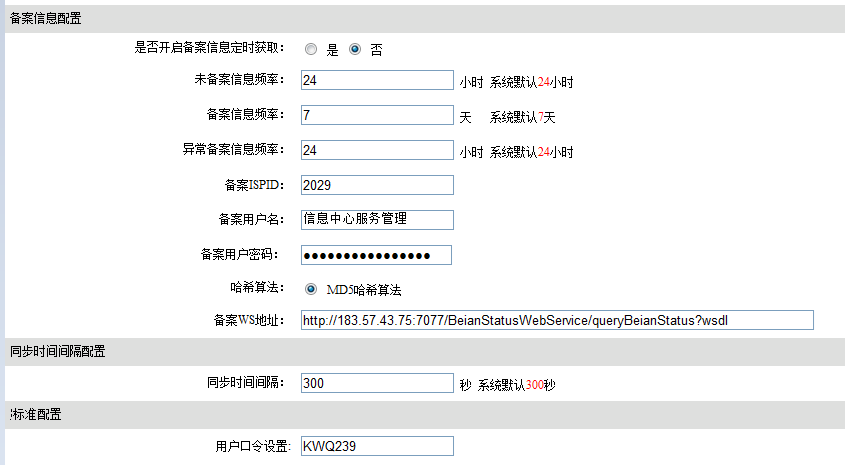 备案信息配置
是否开启备案信息定时获取： 是 否
未备案信息频率： 24 小时 系统默认24小时
备案信息频率： 7 天 系统默认7天
异常备案信息频率： 24 小时 系统默认24小时
备案ISPID： 2029
备案用户名： 信息中心服务管理
备案用户密码： ●●●●●●●●●●●●●●●●
哈希算法： MD5哈希算法
备案WS地址： http://183.57.43.75:7077/BeianStatusWebService/queryBeianStatus?wsdl
同步时间间隔配置
同步时间间隔： 300 秒 系统默认300秒
标准配置
用户口令设置: KWQ239